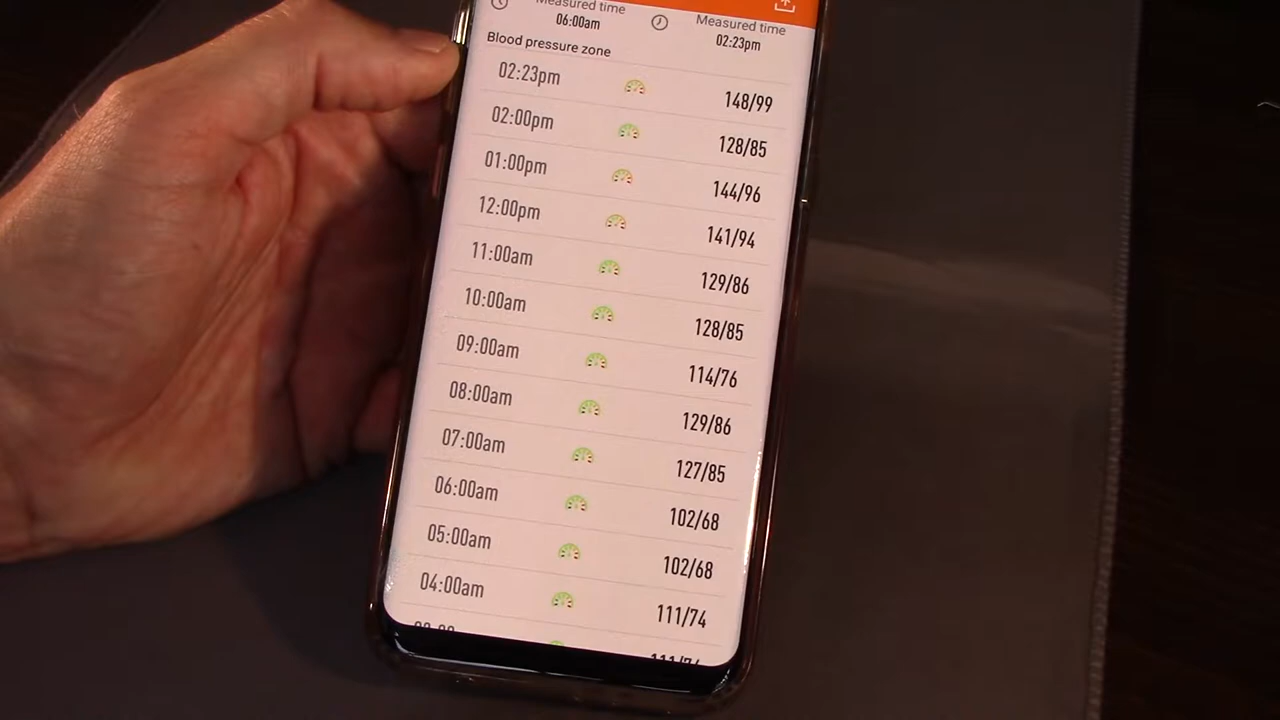 Measured time
06:00am
Measured time
02:23pm
Blood pressure zone
02:23pm 148/99
02:00pm 128/85
01:00pm 144/96
12:00pm 141/94
11:00am 129/86
10:00am 128/85
09:00am 114/76
08:00am 129/86
07:00am 127/85
06:00am 102/68
05:00am 102/68
04:00am 111/74